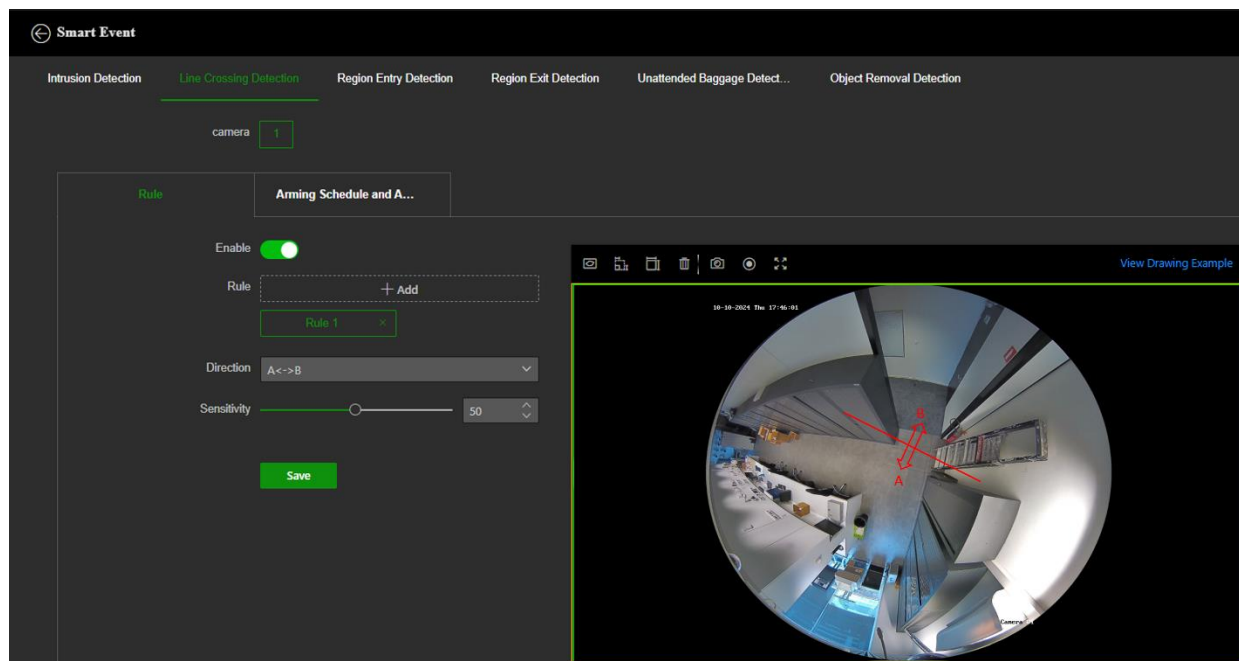 Smart Event
Intrusion Detection Line Crossing Detection Region Entry Detection Region Exit Detection Unattended Baggage Detect... Object Removal Detection
camera 1
Rule Arming Schedule and A...
Enable
Rule + Add
Rule 1 ×
Direction A<->B
Sensitivity 50
Save
View Drawing Example
10-10-2024 Thu 17:46:01
B
A
Camera